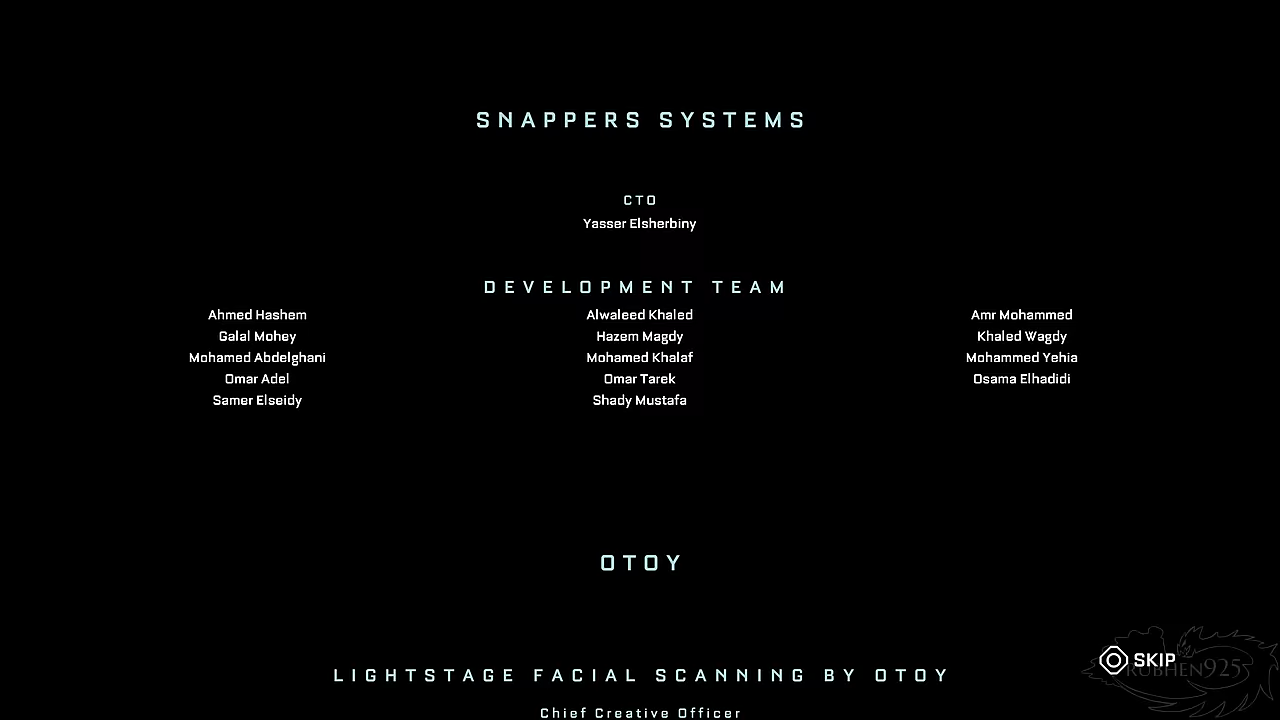 SNAPPERS SYSTEMS
CTO
Yasser Elsherbiny
DEVELOPMENT TEAM
Ahmed Hashem Alwaleed Khaled Amr Mohammed
Galal Mohey Hazem Magdy Khaled Wagdy
Mohamed Abdelghani Mohamed Khalaf Mohammed Yehia
Omar Adel Omar Tarek Osama Elhadidi
Samer Elseidy Shady Mustafa
OTOY
SKIP
RUBHEN925
LIGHTSTAGE FACIAL SCANNING BY OTOY
Chief Creative Officer